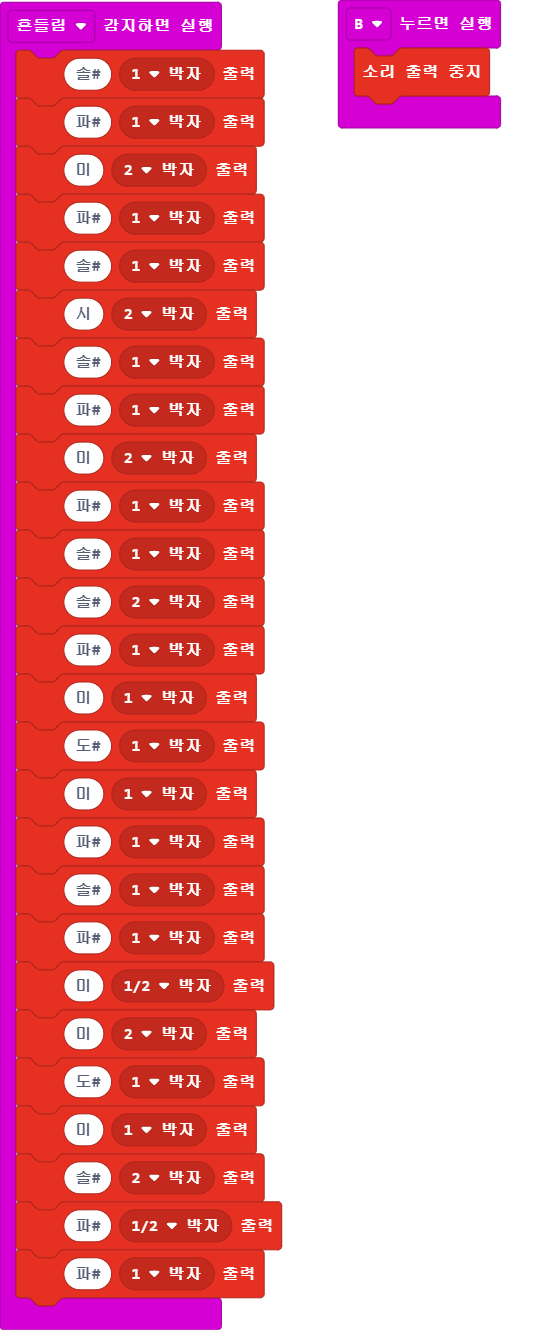 흔들림 감지하면 실행
솔# 1 박자 출력
파# 1 박자 출력
미 2 박자 출력
파# 1 박자 출력
솔# 1 박자 출력
시 2 박자 출력
솔# 1 박자 출력
파# 1 박자 출력
미 2 박자 출력
파# 1 박자 출력
솔# 1 박자 출력
솔# 2 박자 출력
파# 1 박자 출력
미 1 박자 출력
도# 1 박자 출력
미 1 박자 출력
파# 1 박자 출력
솔# 1 박자 출력
파# 1 박자 출력
미 1/2 박자 출력
미 2 박자 출력
도# 1 박자 출력
미 1 박자 출력
솔# 2 박자 출력
파# 1/2 박자 출력
파# 1 박자 출력
B 누르면 실행
소리 출력 중지